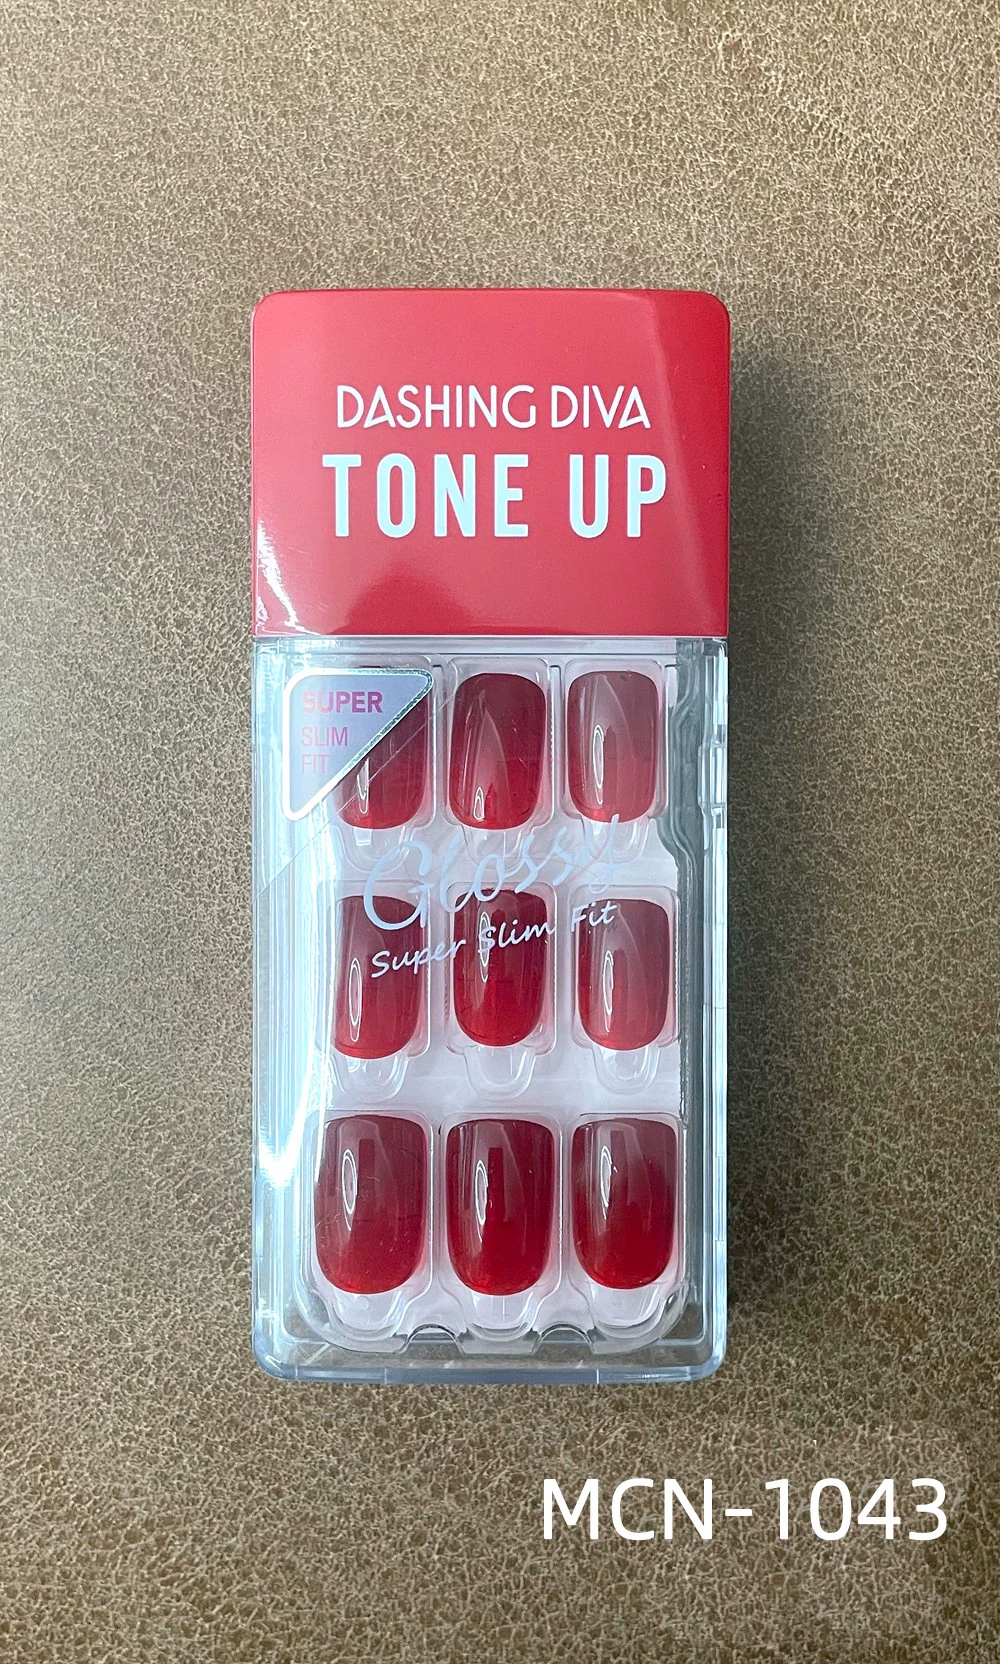 DASHING DIVA
TONE UP
SUPER
SLIM
FIT
Glossy
Super Slim Fit
MCN-1043